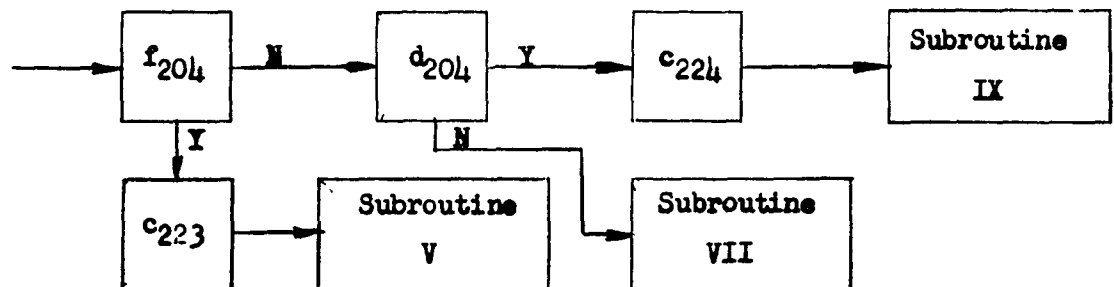 f204 N d204 Y c224 Subroutine
IX
Y N
c223 Subroutine Subroutine
V VII